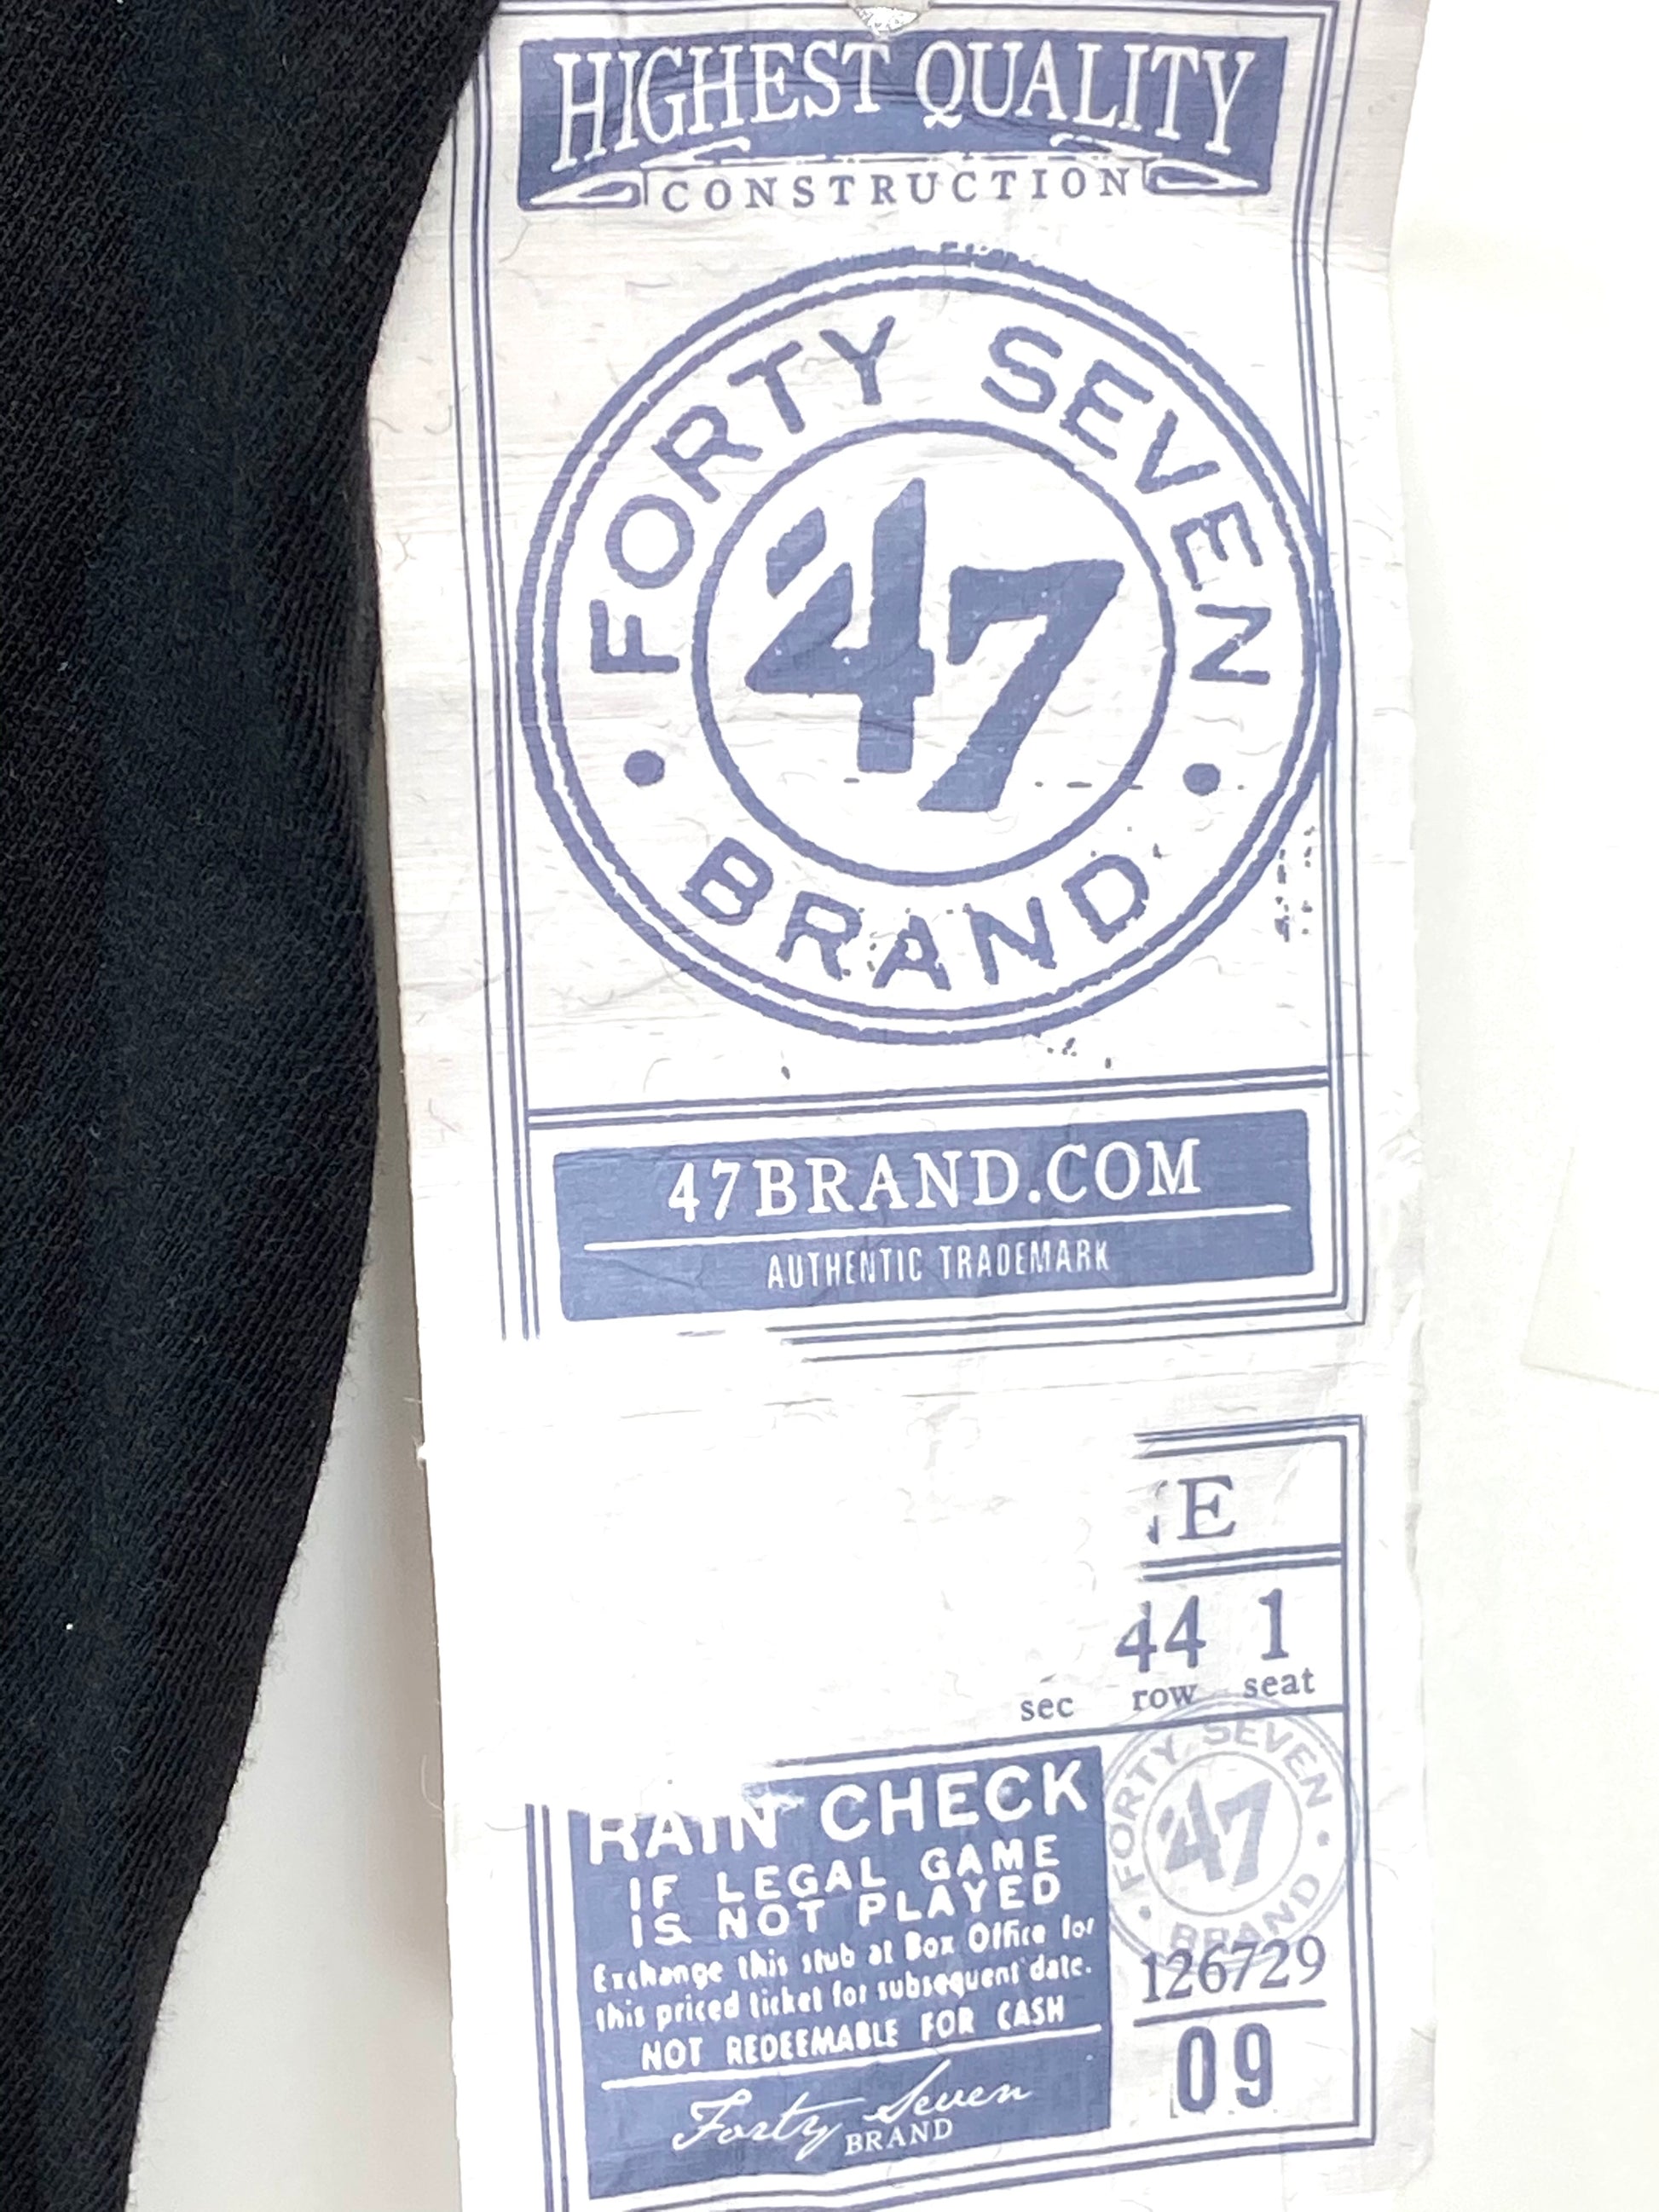 HIGHEST QUALITY
CONSTRUCTION
FORTY SEVEN
47
BRAND
47BRAND.COM
AUTHENTIC TRADEMARK
E
44 1
sec row seat
RAIN CHECK
IF LEGAL GAME
IS NOT PLAYED
Exchange this stub at Box Office for
this priced ticket for subsequent date.
NOT REDEEMABLE FOR CASH
Forty Seven
BRAND
FORTY SEVEN
47
BRAND
126729
09